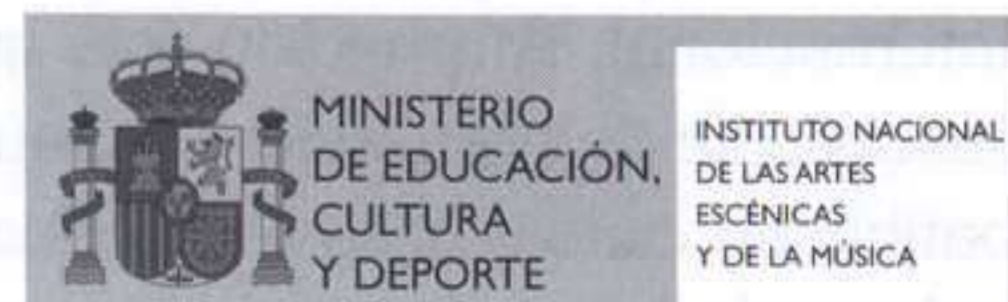 MINISTERIO
DE EDUCACIÓN,
CULTURA
Y DEPORTE
INSTITUTO NACIONAL
DE LAS ARTES
ESCÉNICAS
Y DE LA MÚSICA